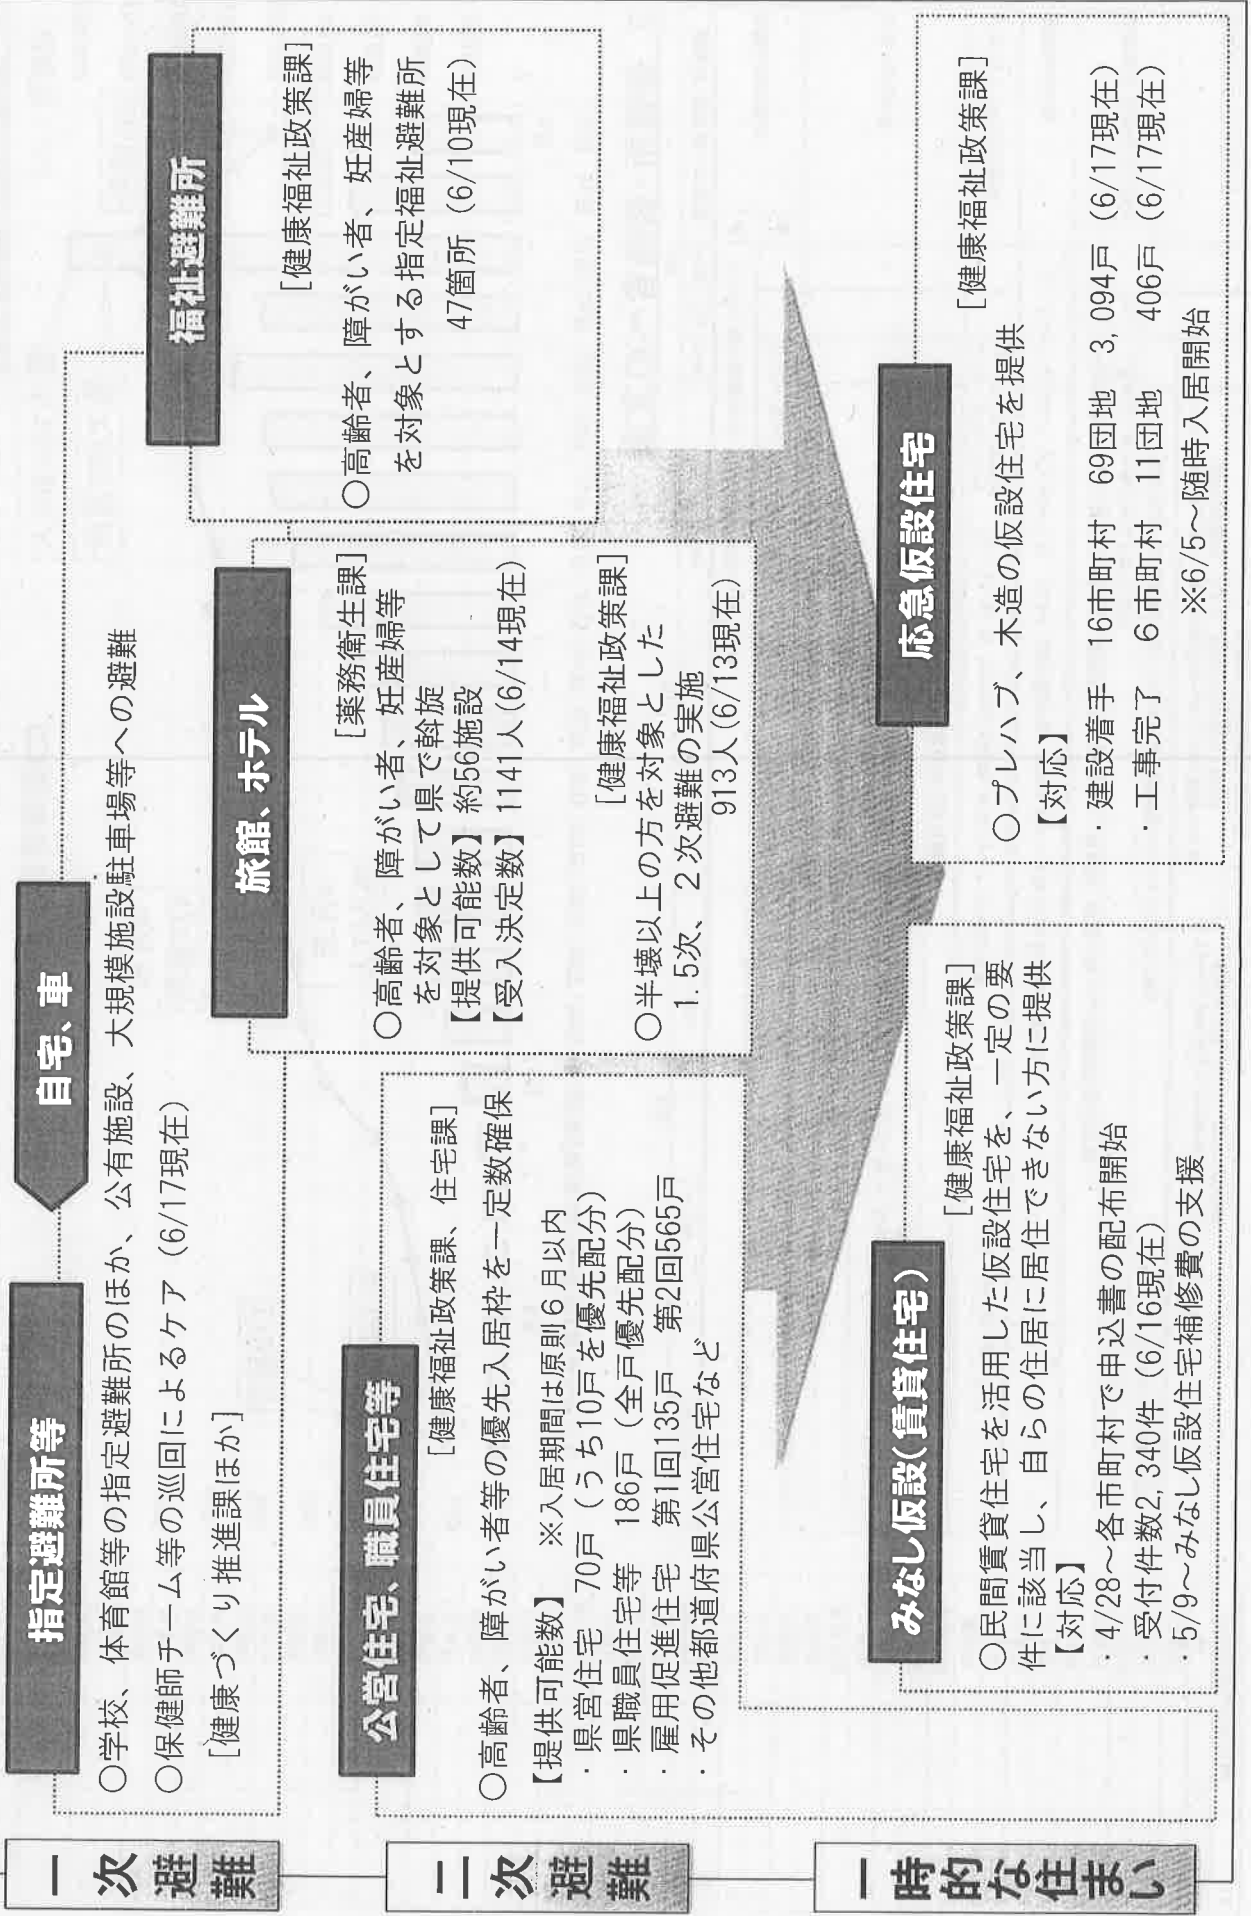 一次
避難
指定避難所等
自宅、車
○学校、体育館等の指定避難所のほか、公有施設、大規模施設駐車場等への避難
○保健師チーム等の巡回によるケア（6/17現在）
［健康づくり推進課ほか］
福祉避難所
［健康福祉政策課］
○高齢者、障がい者、妊産婦等
を対象とする指定福祉避難所
47箇所（6/10現在）
二次
避難
公営住宅、職員住宅等
［健康福祉政策課、住宅課］
○高齢者、障がい者等の優先入居枠を一定数確保
【提供可能数】 ※入居期間は原則６月以内
・県営住宅 70戸（うち10戸を優先配分）
・県職員住宅等 186戸（全戸優先配分）
・雇用促進住宅 第1回135戸 第2回565戸
・その他都道府県公営住宅など
旅館、ホテル
［薬務衛生課］
○高齢者、障がい者、妊産婦等
を対象として県で斡旋
【提供可能数】約56施設
【受入決定数】1141人(6/14現在)
［健康福祉政策課］
○半壊以上の方を対象とした
1.5次、２次避難の実施
913人(6/13現在)
一時的な住まい
みなし仮設（賃貸住宅）
［健康福祉政策課］
○民間賃貸住宅を活用した仮設住宅を、一定の要
件に該当し、自らの住居に居住できない方に提供
【対応】
・4/28～各市町村で申込書の配布開始
・受付件数2,340件（6/16現在）
・5/9～みなし仮設住宅補修費の支援
応急仮設住宅
［健康福祉政策課］
○プレハブ、木造の仮設住宅を提供
【対応】
・建設着手 16市町村 69団地 3,094戸（6/17現在）
・工事完了 ６市町村 11団地 406戸（6/17現在）
※6/5～随時入居開始